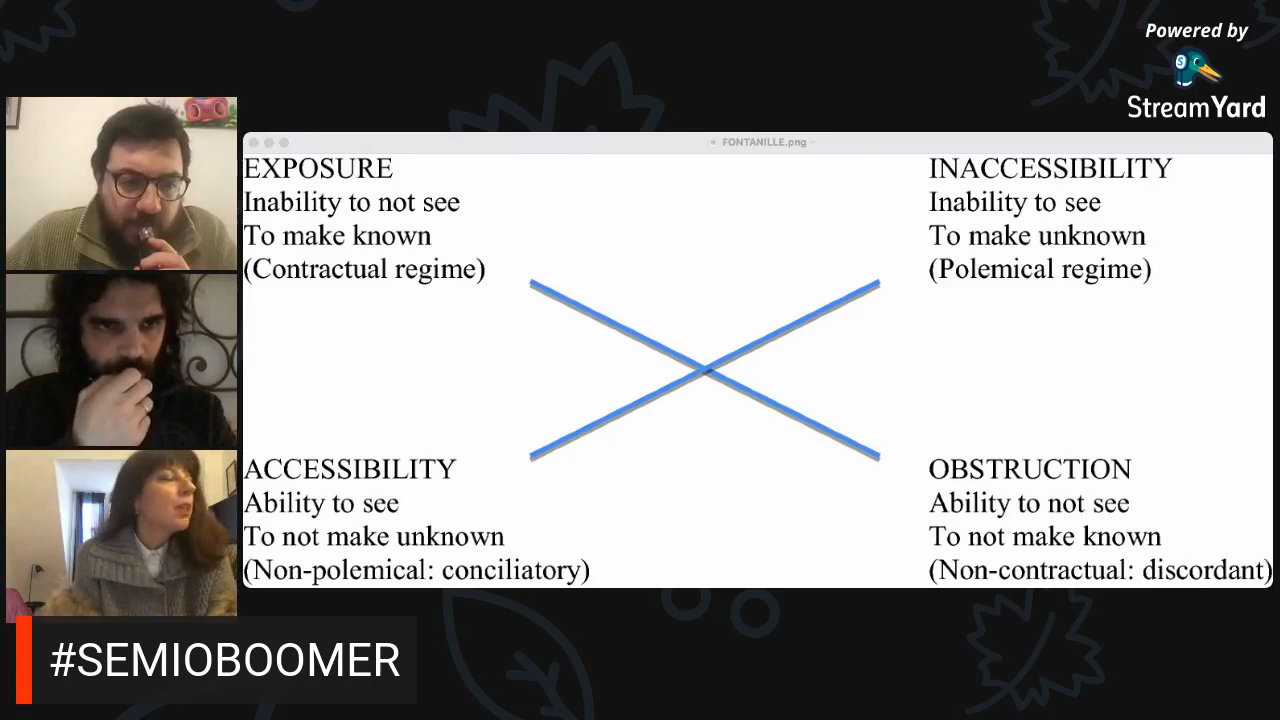 Powered by
StreamYard
FONTANILLE.png
EXPOSURE
Inability to not see
To make known
(Contractual regime)
INACCESSIBILITY
Inability to see
To make unknown
(Polemical regime)
ACCESSIBILITY
Ability to see
To not make unknown
(Non-polemical: conciliatory)
OBSTRUCTION
Ability to not see
To not make known
(Non-contractual: discordant)
#SEMIOBOOMER